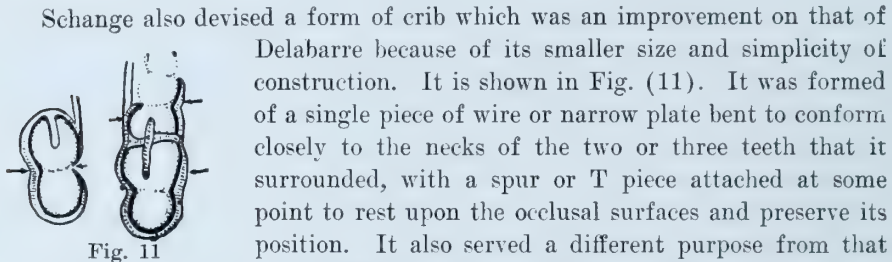 Schange also devised a form of crib which was an improvement on that of
Delabarre because of its smaller size and simplicity of
construction. It is shown in Fig. (11). It was formed
of a single piece of wire or narrow plate bent to conform
closely to the necks of the two or three teeth that it
surrounded, with a spur or T piece attached at some
point to rest upon the occlusal surfaces and preserve its
position. It also served a different purpose from that
Fig. 11